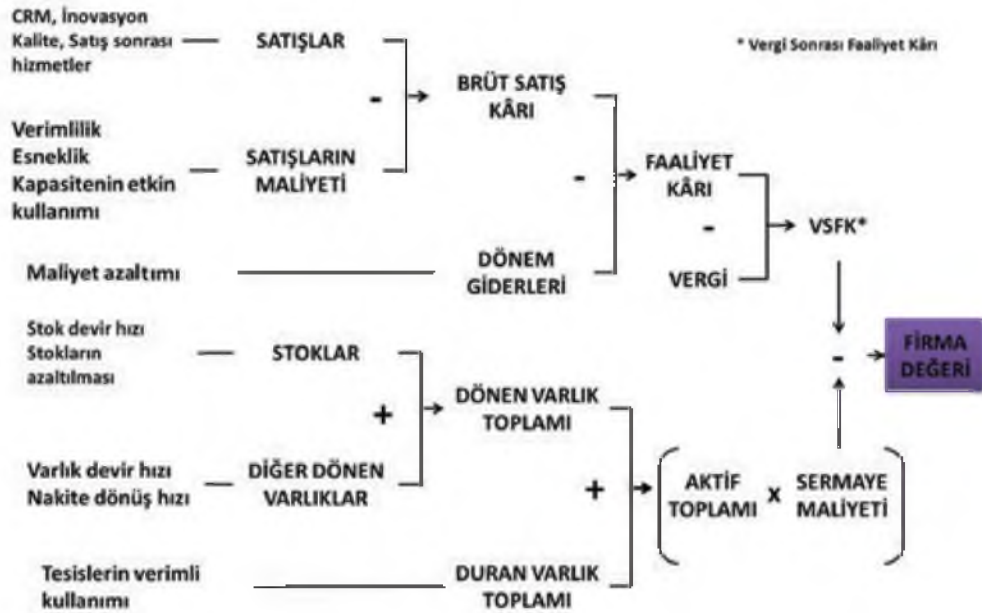 CRM, İnovasyon
Kalite, Satış sonrası
hizmetler
SATIŞLAR
* Vergi Sonrası Faaliyet Kârı
-
BRÜT SATIŞ
KÂRI
Verimlilik
Esneklik
Kapasitenin etkin
kullanımı
SATIŞLARIN
MALİYETİ
-
FAALİYET
KÂRI
-
VSFK*
Maliyet azaltımı
DÖNEM
GİDERLERİ
VERGİ
Stok devir hızı
Stokların
azaltılması
STOKLAR
-
FİRMA
DEĞERİ
+
DÖNEN VARLIK
TOPLAMI
Varlık devir hızı
Nakite dönüş hızı
DİĞER DÖNEN
VARLIKLAR
+
AKTİF
TOPLAMI
x
SERMAYE
MALİYETİ
Tesislerin verimli
kullanımı
DURAN VARLIK
TOPLAMI